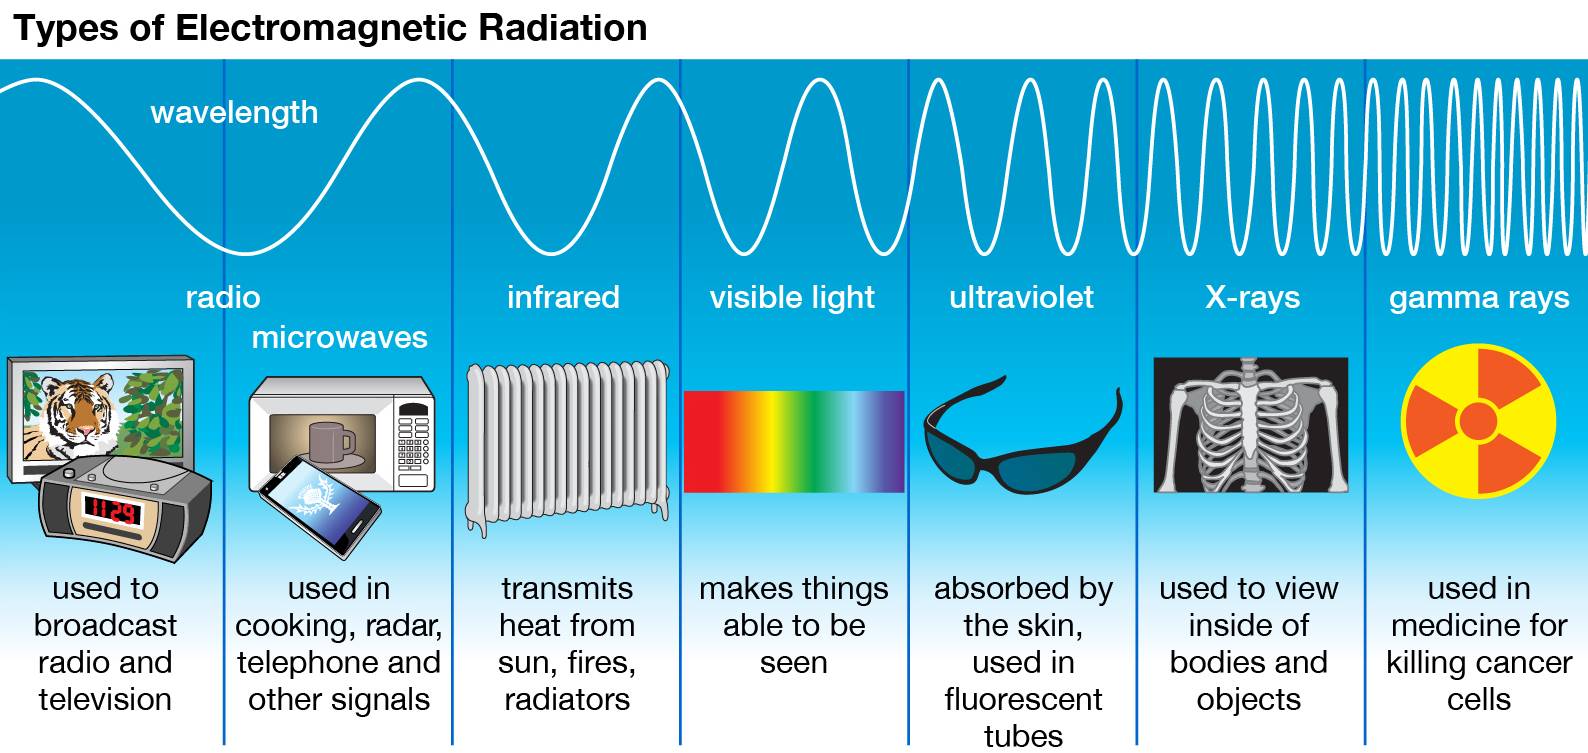 Types of Electromagnetic Radiation
wavelength
radio
microwaves
infrared
visible light
ultraviolet
X-rays
gamma rays
11:29
used to
broadcast
radio and
television
used in
cooking, radar,
telephone and
other signals
transmits
heat from
sun, fires,
radiators
makes things
able to be
seen
absorbed by
the skin,
used in
fluorescent
tubes
used to view
inside of
bodies and
objects
used in
medicine for
killing cancer
cells